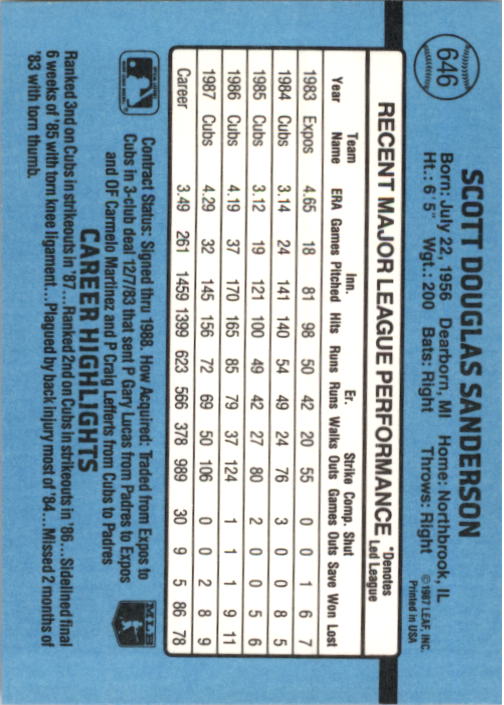 646
SCOTT DOUGLAS SANDERSON
Born: July 22, 1956 Dearborn, MI Home: Northbrook, IL
Ht.: 6'5" Wgt.: 200 Bats: Right Throws: Right
© 1987 LEAF, INC.
Printed in USA
RECENT MAJOR LEAGUE PERFORMANCE *Denotes
Led League
Team Inn. Er. Strike Comp. Shut
Year Name ERA Games Pitched Hits Runs Runs Walks Outs Games Outs Save Won Lost
1983 Expos 4.65 18 81 98 50 42 20 55 0 0 1 6 7
1984 Cubs 3.14 24 141 140 54 49 24 76 3 0 0 8 5
1985 Cubs 3.12 19 121 100 49 42 27 80 2 0 0 5 6
1986 Cubs 4.19 37 170 165 85 79 37 124 1 1 1 9 11
1987 Cubs 4.29 32 145 156 72 69 50 106 0 0 2 8 9
Career 3.49 261 1459 1399 623 566 378 989 30 9 5 86 78
Contract Status: Signed thru 1988. How Acquired: Traded from Expos to
Cubs in 3-club deal 12/7/83 that sent P Gary Lucas from Padres to Expos
and OF Carmelo Martinez and P Craig Lefferts from Cubs to Padres
MLB
CAREER HIGHLIGHTS
Ranked 3rd on Cubs in strikeouts in '87...Ranked 2nd on Cubs in strikeouts in '86...Sidelined final
6 weeks of '85 with torn knee ligament...Plagued by back injury most of '84...Missed 2 months of
'83 with torn thumb.